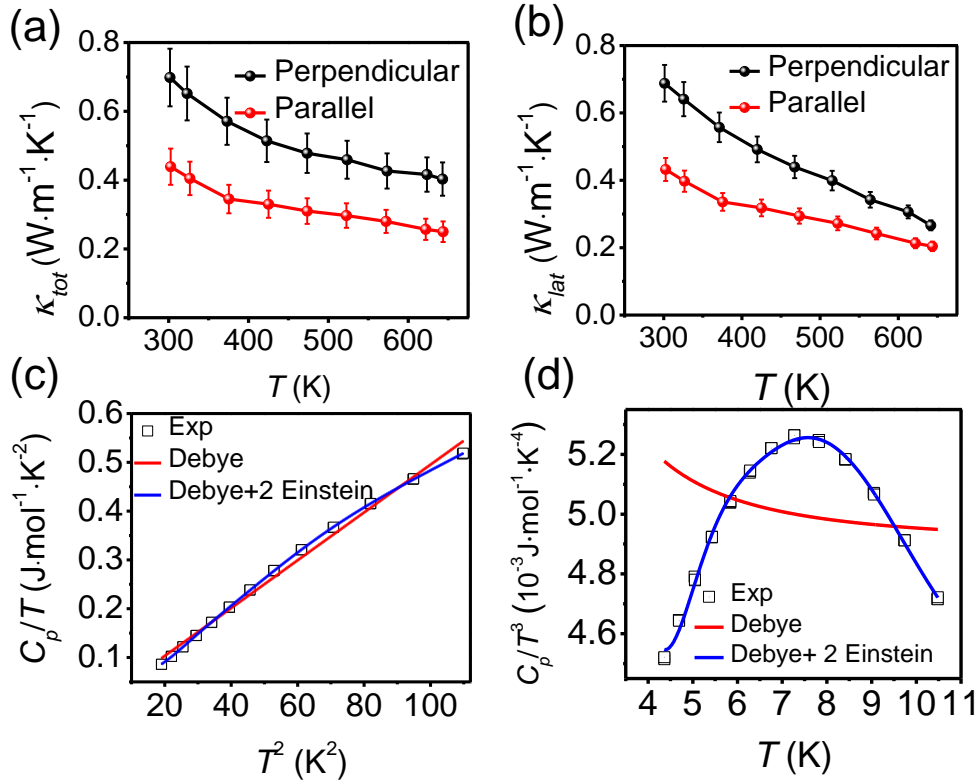 (a)
0.8
0.6
0.4
0.2
0.0
κtot (W·m⁻¹·K⁻¹)
Perpendicular
Parallel
300 400 500 600
T (K)
(b)
0.8
0.6
0.4
0.2
0.0
κlat (W·m⁻¹·K⁻¹)
Perpendicular
Parallel
300 400 500 600
T (K)
(c)
0.6
0.5
0.4
0.3
0.2
0.1
Cp/T (J·mol⁻¹·K⁻²)
Exp
Debye
Debye+2 Einstein
20 40 60 80 100
T² (K²)
(d)
5.2
5.0
4.8
4.6
Cp/T³ (10⁻³J·mol⁻¹·K⁻⁴)
Exp
Debye
Debye+ 2 Einstein
4 5 6 7 8 9 10 11
T (K)